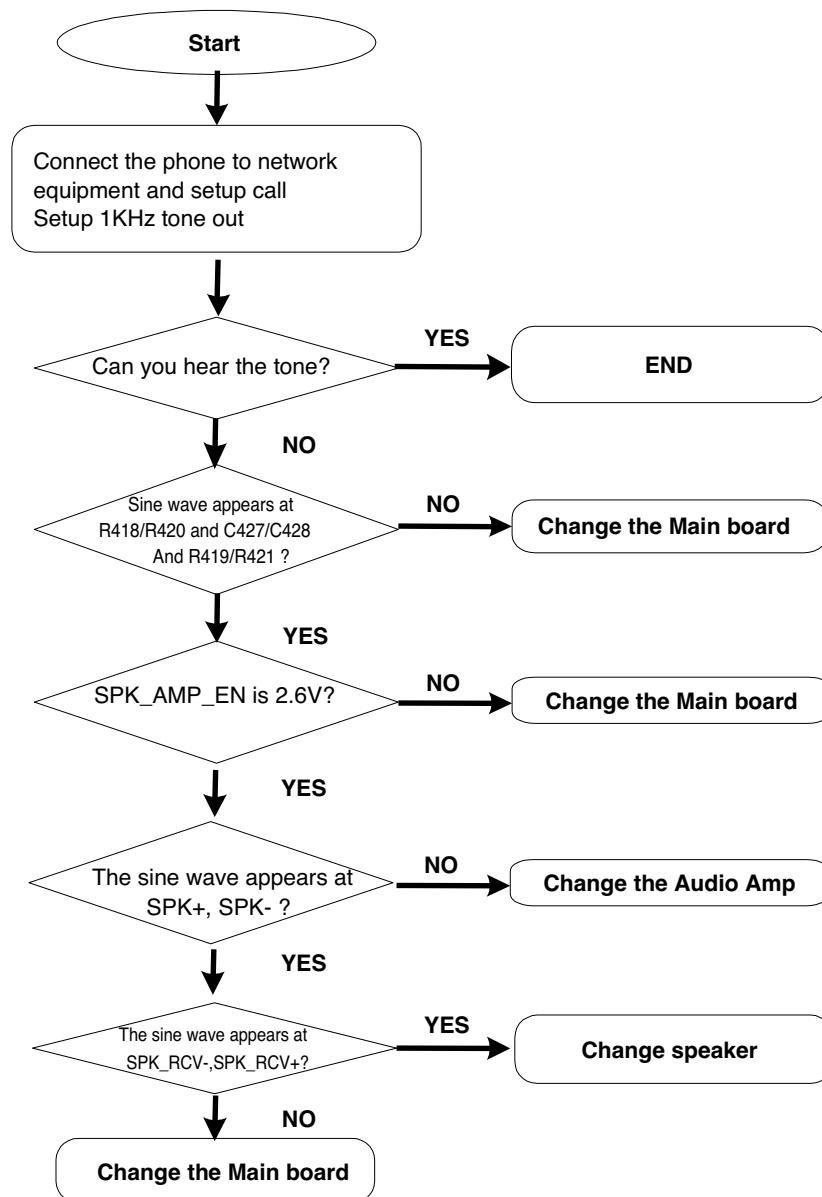 Start
Connect the phone to network
equipment and setup call
Setup 1KHz tone out
Can you hear the tone?
YES
END
NO
Sine wave appears at
R418/R420 and C427/C428
And R419/R421 ?
NO
Change the Main board
YES
SPK_AMP_EN is 2.6V?
NO
Change the Main board
YES
The sine wave appears at
SPK+, SPK- ?
NO
Change the Audio Amp
YES
The sine wave appears at
SPK_RCV-,SPK_RCV+?
YES
Change speaker
NO
Change the Main board